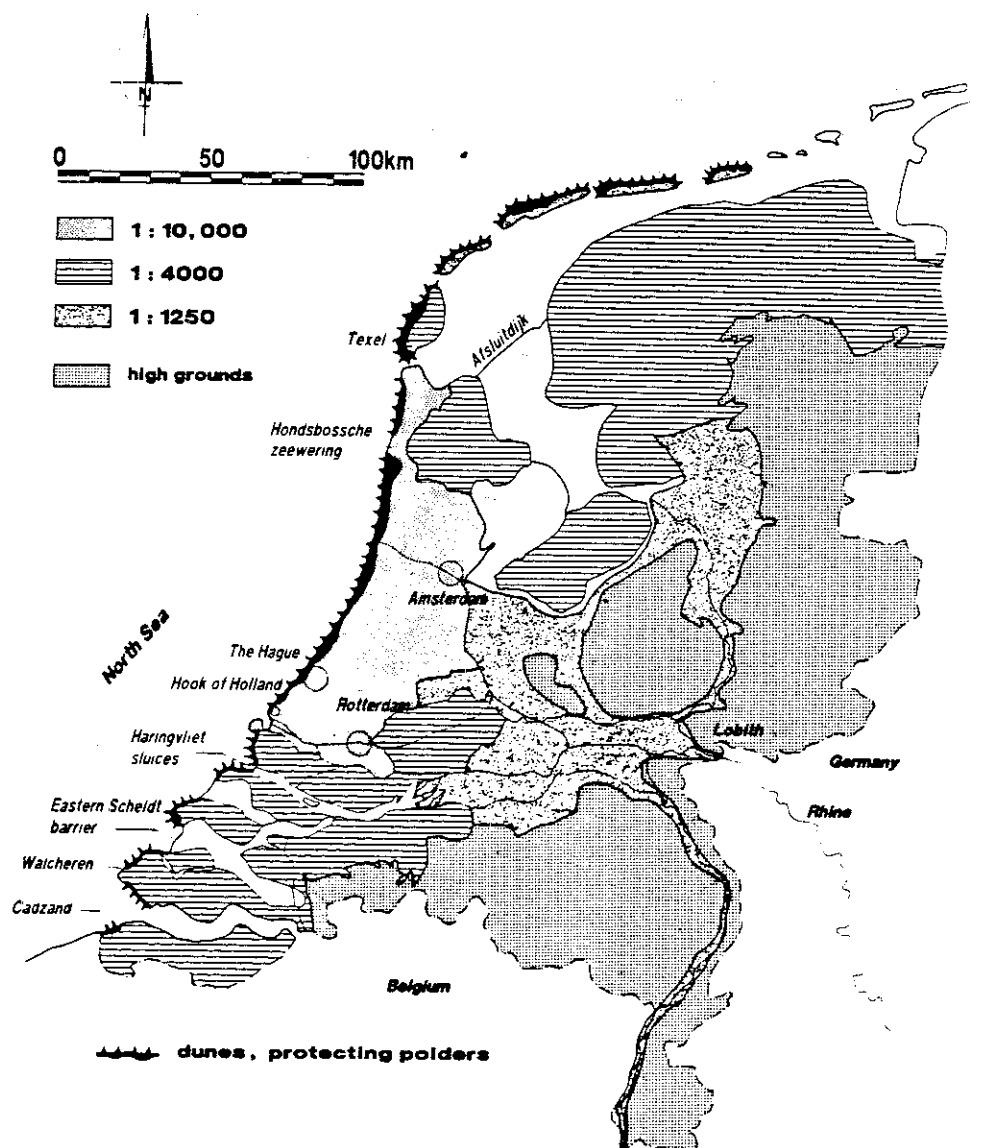 N
0 50 100km
1:10,000
1:4000
1:1250
high grounds
Texel
Afsluitdijk
Hondsbossche
zeewering
Amsterdam
North Sea
The Hague
Hook of Holland
Rotterdam
Haringvliet
sluices
Lobith
Germany
Eastern Scheldt
barrier
Rhine
Walcheren
Cadzand
Belgium
dunes, protecting polders